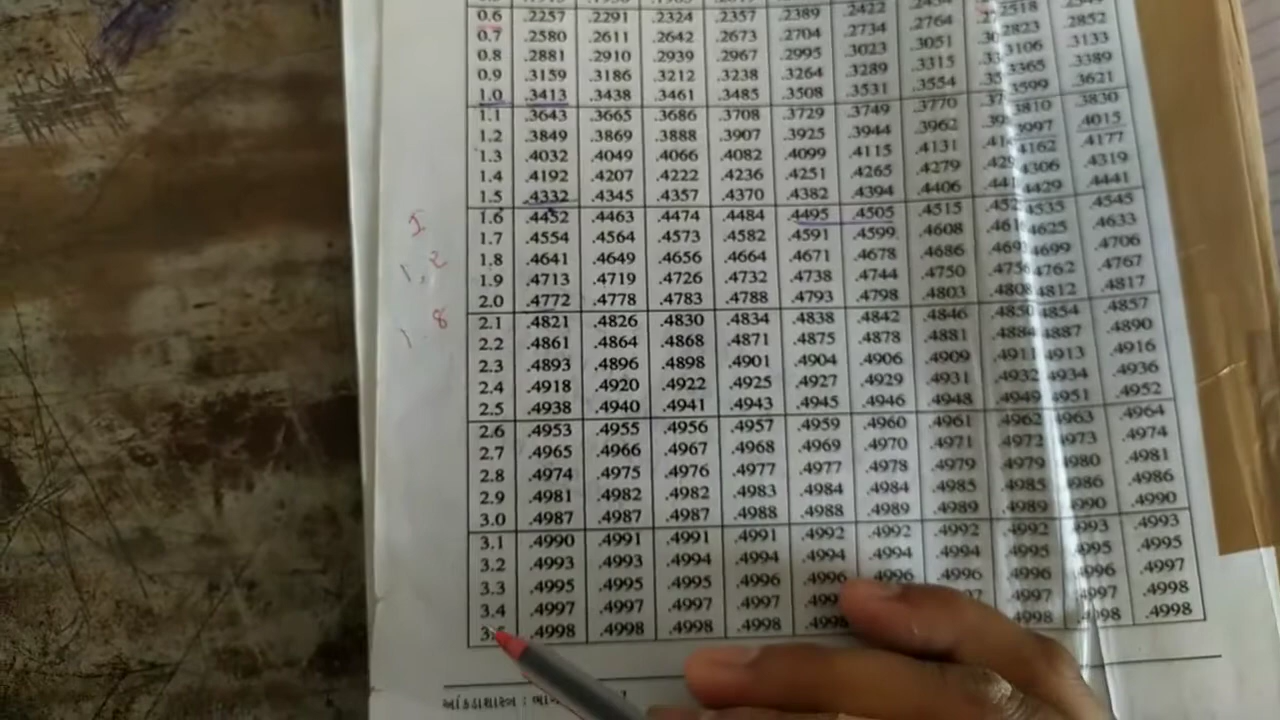 0.6 .2257 .2291 .2324 .2357 .2389 .2422
0.7 .2580 .2611 .2642 .2673 .2704 .2734 .2764 .2823 .2852
0.8 .2881 .2910 .2939 .2967 .2995 .3023 .3051 .3106 .3133
0.9 .3159 .3186 .3212 .3238 .3264 .3289 .3315 .3365 .3389
1.0 .3413 .3438 .3461 .3485 .3508 .3531 .3554 .3599 .3621
1.1 .3643 .3665 .3686 .3708 .3729 .3749 .3770 .3810 .3830
1.2 .3849 .3869 .3888 .3907 .3925 .3944 .3962 .3997 .4015
1.3 .4032 .4049 .4066 .4082 .4099 .4115 .4131 .4162 .4177
1.4 .4192 .4207 .4222 .4236 .4251 .4265 .4279 .4306 .4319
1.5 .4332 .4345 .4357 .4370 .4382 .4394 .4406 .4429 .4441
1.6 .4452 .4463 .4474 .4484 .4495 .4505 .4515 .4535 .4545
1.7 .4554 .4564 .4573 .4582 .4591 .4599 .4608 .4625 .4633
1.2
1.8 .4641 .4649 .4656 .4664 .4671 .4678 .4686 .4699 .4706
1.9 .4713 .4719 .4726 .4732 .4738 .4744 .4750 .4756 .4762 .4767
2.0 .4772 .4778 .4783 .4788 .4793 .4798 .4803 .4808 .4812 .4817
1.8
2.1 .4821 .4826 .4830 .4834 .4838 .4842 .4846 .4850 .4854 .4857
2.2 .4861 .4864 .4868 .4871 .4875 .4878 .4881 .4884 .4887 .4890
2.3 .4893 .4896 .4898 .4901 .4904 .4906 .4909 .4911 .4913 .4916
2.4 .4918 .4920 .4922 .4925 .4927 .4929 .4931 .4932 .4934 .4936
2.5 .4938 .4940 .4941 .4943 .4945 .4946 .4948 .4949 .4951 .4952
2.6 .4953 .4955 .4956 .4957 .4959 .4960 .4961 .4962 .4963 .4964
2.7 .4965 .4966 .4967 .4968 .4969 .4970 .4971 .4972 .4973 .4974
2.8 .4974 .4975 .4976 .4977 .4977 .4978 .4979 .4979 .4980 .4981
2.9 .4981 .4982 .4982 .4983 .4984 .4984 .4985 .4985 .4986 .4986
3.0 .4987 .4987 .4987 .4988 .4988 .4989 .4989 .4989 .4990 .4990
3.1 .4990 .4991 .4991 .4991 .4992 .4992 .4992 .4992 .4993 .4993
3.2 .4993 .4993 .4994 .4994 .4994 .4994 .4994 .4995 .4995 .4995
3.3 .4995 .4995 .4995 .4996 .4996 .4996 .4996 .4996 .4997 .4997
3.4 .4997 .4997 .4997 .4997 .4997 .4998
.4998 .4998 .4998 .4998 .4998 .4998 .4998 .4998
આંકડાશાસ્ત્ર :